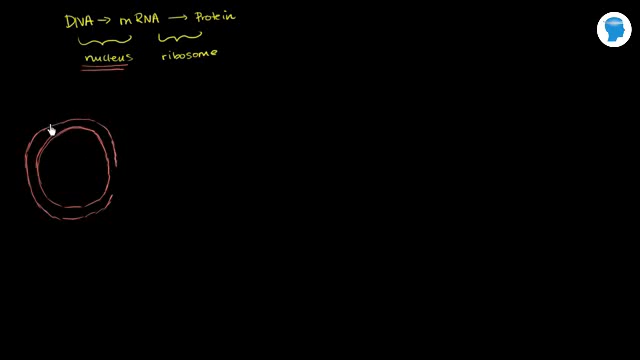 DNA → mRNA → Protein
nucleus ribosome